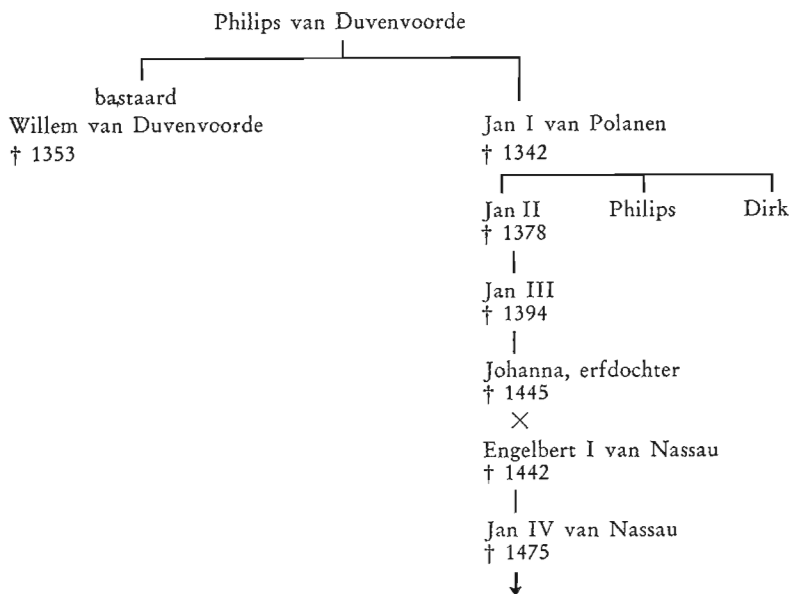 Philips van Duvenvoorde
bastaard
Willem van Duvenvoorde
† 1353
Jan I van Polanen
† 1342
Jan II Philips Dirk
† 1378
Jan III
† 1394
Johanna, erfdochter
† 1445
×
Engelbert I van Nassau
† 1442
Jan IV van Nassau
† 1475